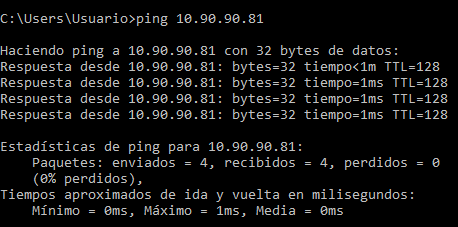 C:\Users\Usuario>ping 10.90.90.81
Haciendo ping a 10.90.90.81 con 32 bytes de datos:
Respuesta desde 10.90.90.81: bytes=32 tiempo<1m TTL=128
Respuesta desde 10.90.90.81: bytes=32 tiempo=1ms TTL=128
Respuesta desde 10.90.90.81: bytes=32 tiempo=1ms TTL=128
Respuesta desde 10.90.90.81: bytes=32 tiempo=1ms TTL=128
Estadísticas de ping para 10.90.90.81:
Paquetes: enviados = 4, recibidos = 4, perdidos = 0
(0% perdidos),
Tiempos aproximados de ida y vuelta en milisegundos:
Mínimo = 0ms, Máximo = 1ms, Media = 0ms